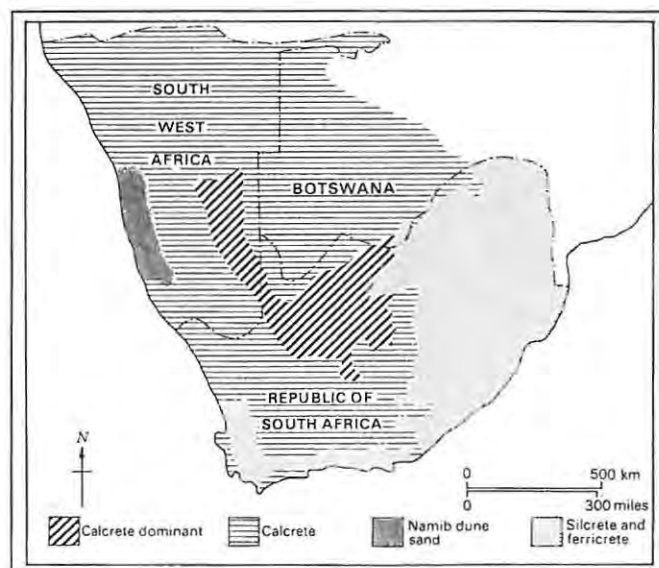 SOUTH
WEST
AFRICA
BOTSWANA
REPUBLIC OF
SOUTH AFRICA
N
0 500 km
0 300 miles
Calcrete dominant
Calcrete
Namib dune
sand
Silcrete and
ferricrete